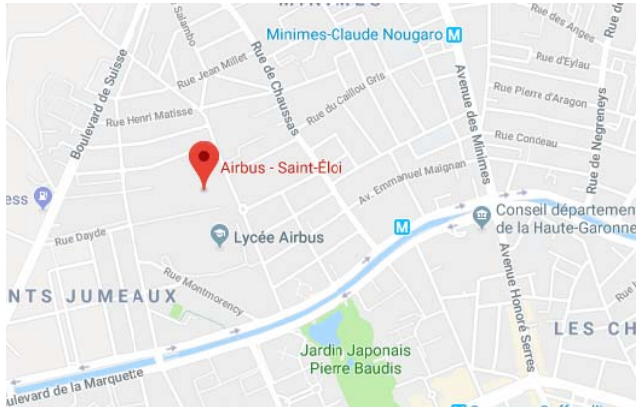 MINIMES
Salambo
Minimes-Claude Nougaro M
Rue des Anges
Boulevard de Suisse
Rue Jean Millet
Rue de Chaussas
Rue d'Eylau
Rue du Caillou Gris
Avenue des Minimes
Rue Pierre d'Aragon
Rue de Negreneys
Rue Henri Matisse
Rue Condeau
Airbus - Saint-Éloi
Av. Emmanuel Maignan
ess
Conseil départemen
de la Haute-Garonne
M
Rue Dayde
Lycée Airbus
NTS JUMEAUX
Rue Montmorency
Avenue Honoré Serres
LES CH
Jardin Japonais
Pierre Baudis
ulevard de la Marquette